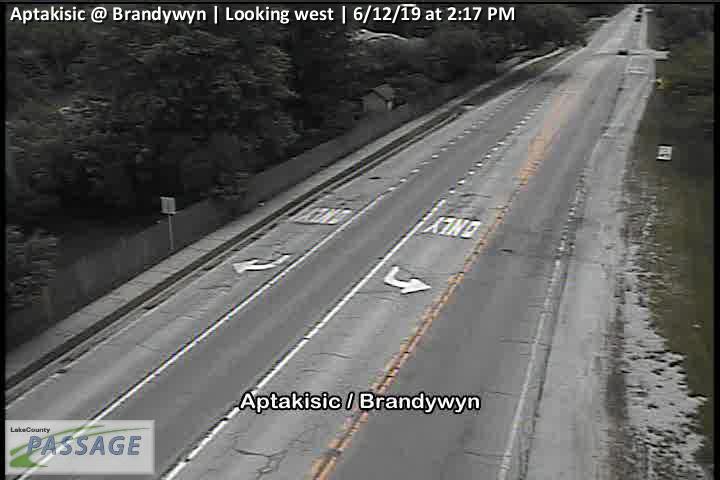 Aptakisic @ Brandywyn | Looking west | 6/12/19 at 2:17 PM
ONLY
ONLY
Aptakisic / Brandywyn
LakeCounty
PASSAGE